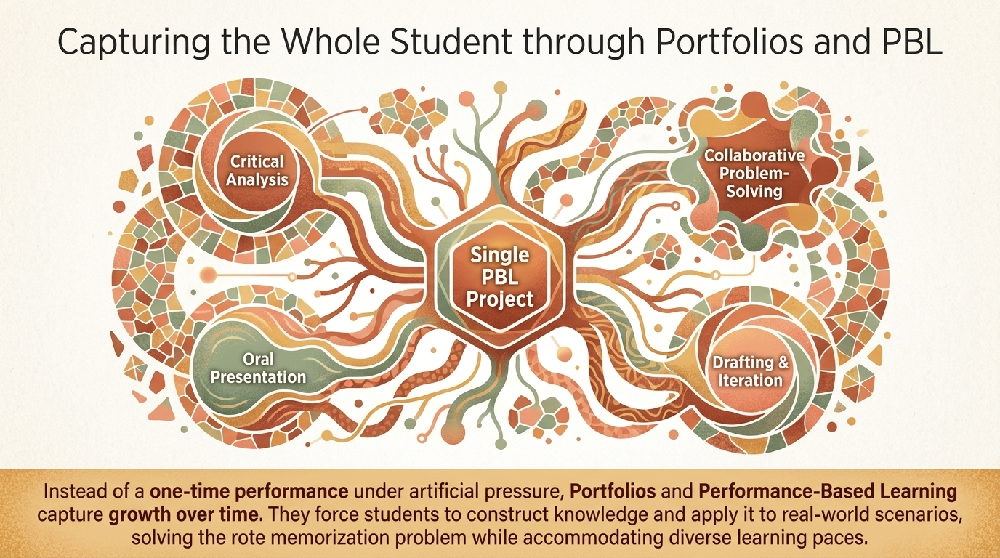 Capturing the Whole Student through Portfolios and PBL
Critical
Analysis
Collaborative
Problem-
Solving
Single
PBL
Project
Oral
Presentation
Drafting &
Iteration
Instead of a one-time performance under artificial pressure, Portfolios and Performance-Based Learning
capture growth over time. They force students to construct knowledge and apply it to real-world scenarios,
solving the rote memorization problem while accommodating diverse learning paces.